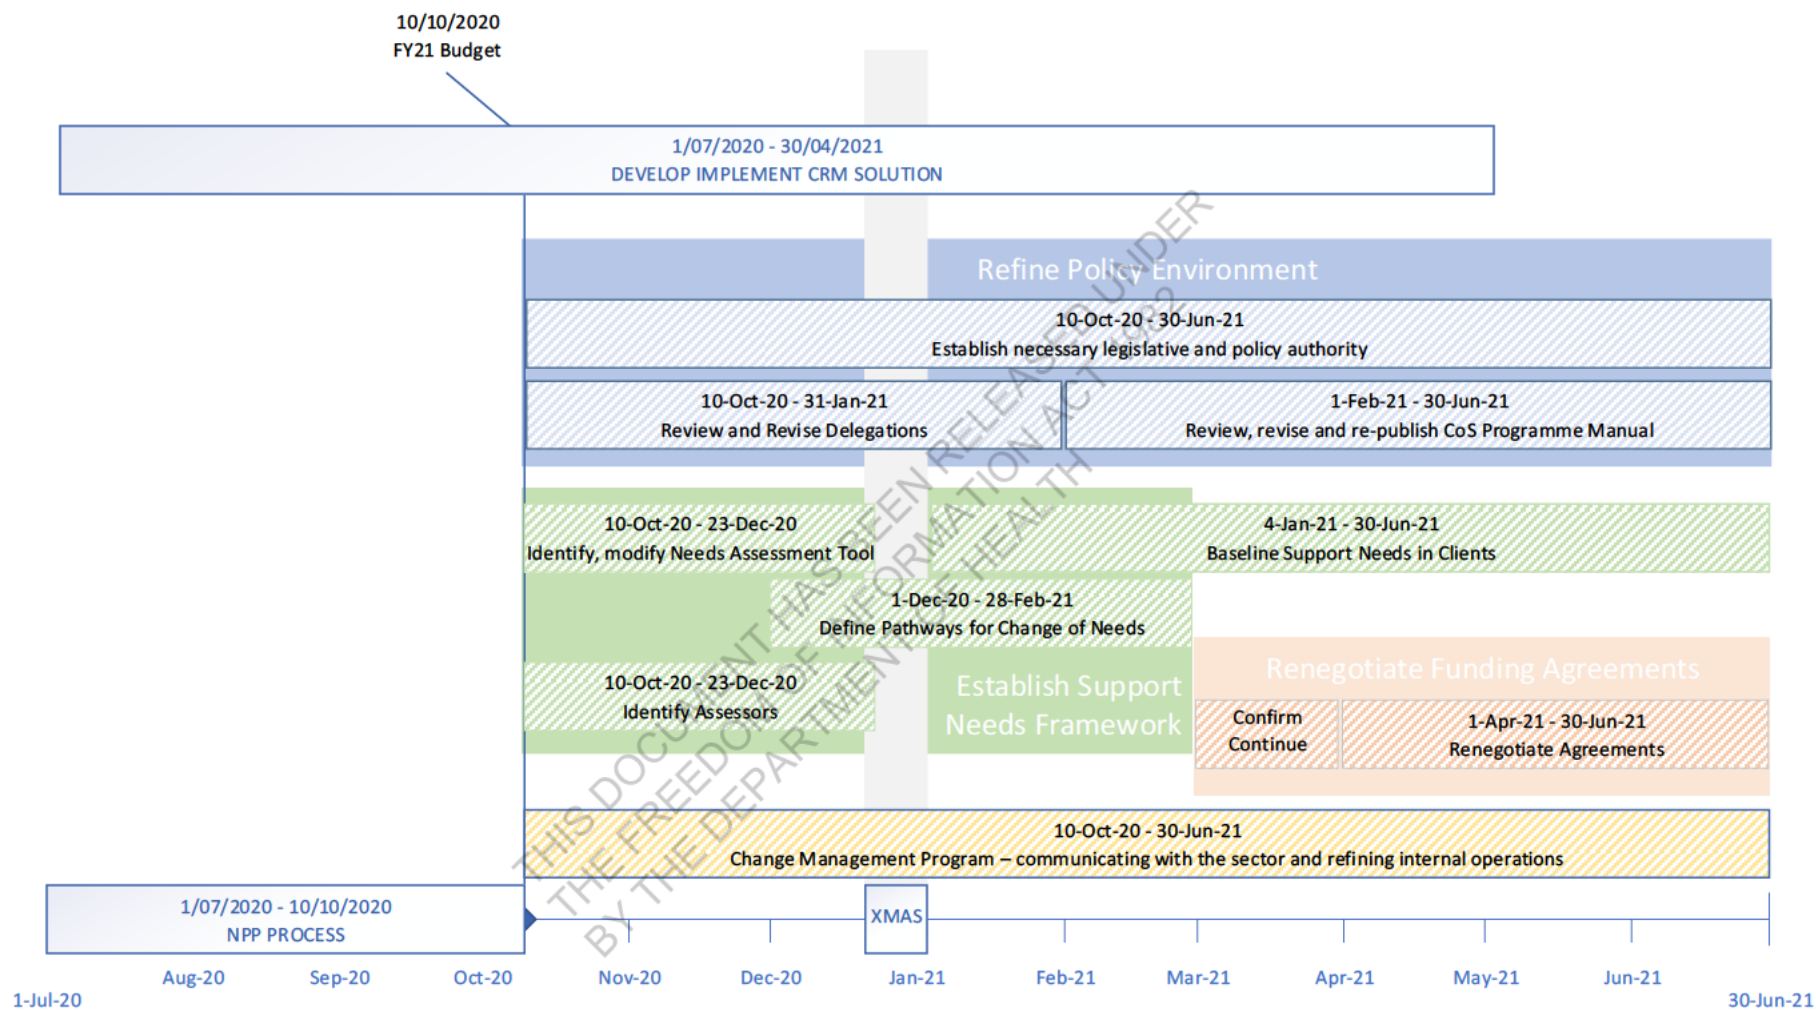 10/10/2020
FY21 Budget
1/07/2020 - 30/04/2021
DEVELOP IMPLEMENT CRM SOLUTION
Refine Policy Environment
10-Oct-20 - 30-Jun-21
Establish necessary legislative and policy authority
10-Oct-20 - 31-Jan-21
Review and Revise Delegations
1-Feb-21 - 30-Jun-21
Review, revise and re-publish CoS Programme Manual
10-Oct-20 - 23-Dec-20
Identify, modify Needs Assessment Tool
4-Jan-21 - 30-Jun-21
Baseline Support Needs in Clients
1-Dec-20 - 28-Feb-21
Define Pathways for Change of Needs
10-Oct-20 - 23-Dec-20
Identify Assessors
Establish Support
Needs Framework
Renegotiate Funding Agreements
Confirm
Continue
1-Apr-21 - 30-Jun-21
Renegotiate Agreements
10-Oct-20 - 30-Jun-21
Change Management Program – communicating with the sector and refining internal operations
1/07/2020 - 10/10/2020
NPP PROCESS
XMAS
Aug-20
Sep-20
Oct-20
Nov-20
Dec-20
Jan-21
Feb-21
Mar-21
Apr-21
May-21
Jun-21
1-Jul-20
30-Jun-21
THIS DOCUMENT HAS BEEN RELEASED UNDER
THE FREEDOM OF INFORMATION ACT 1982
BY THE DEPARTMENT OF HEALTH